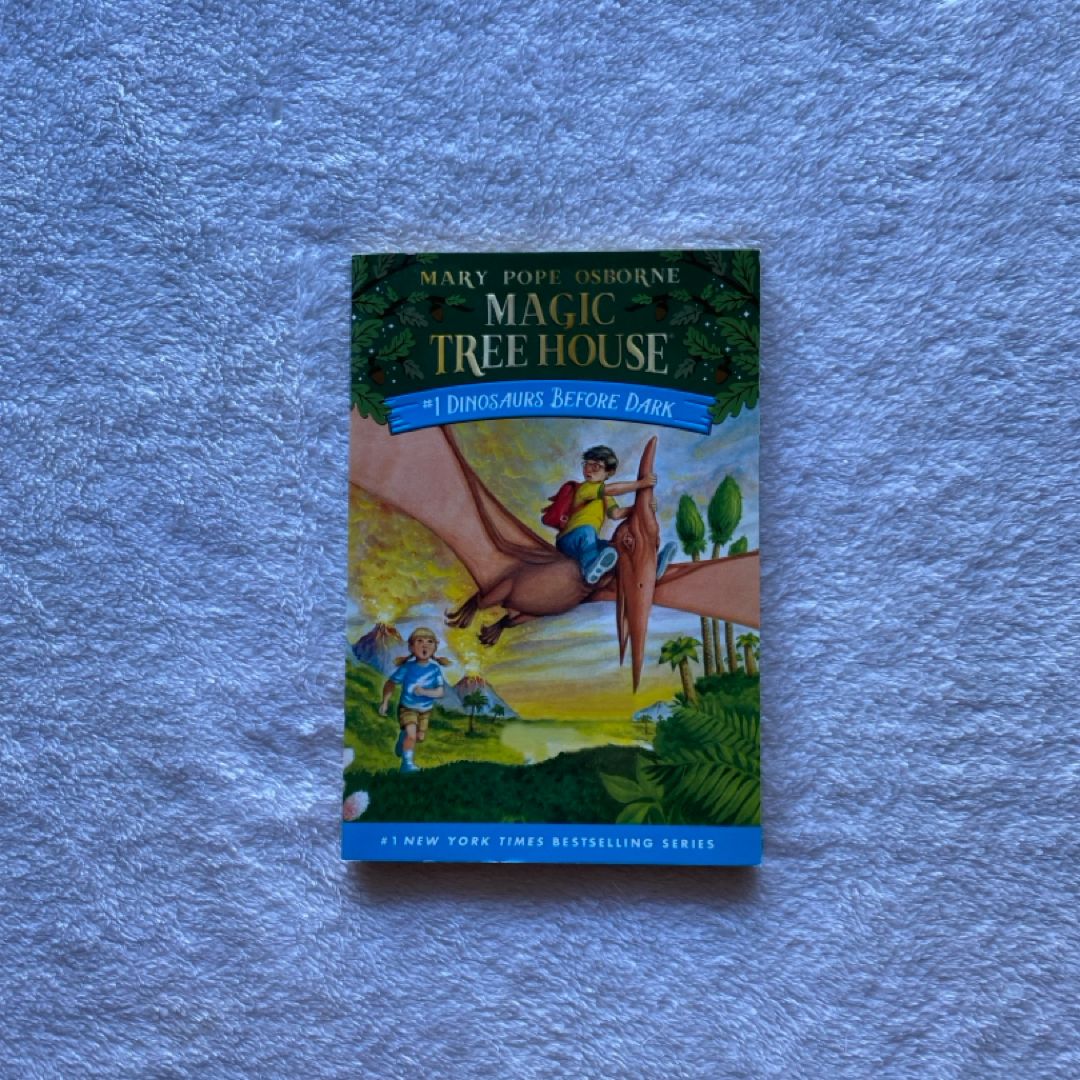 MARY POPE OSBORNE
MAGIC
TREE HOUSE®
#1 DINOSAURS BEFORE DARK
#1 NEW YORK TIMES BESTSELLING SERIES